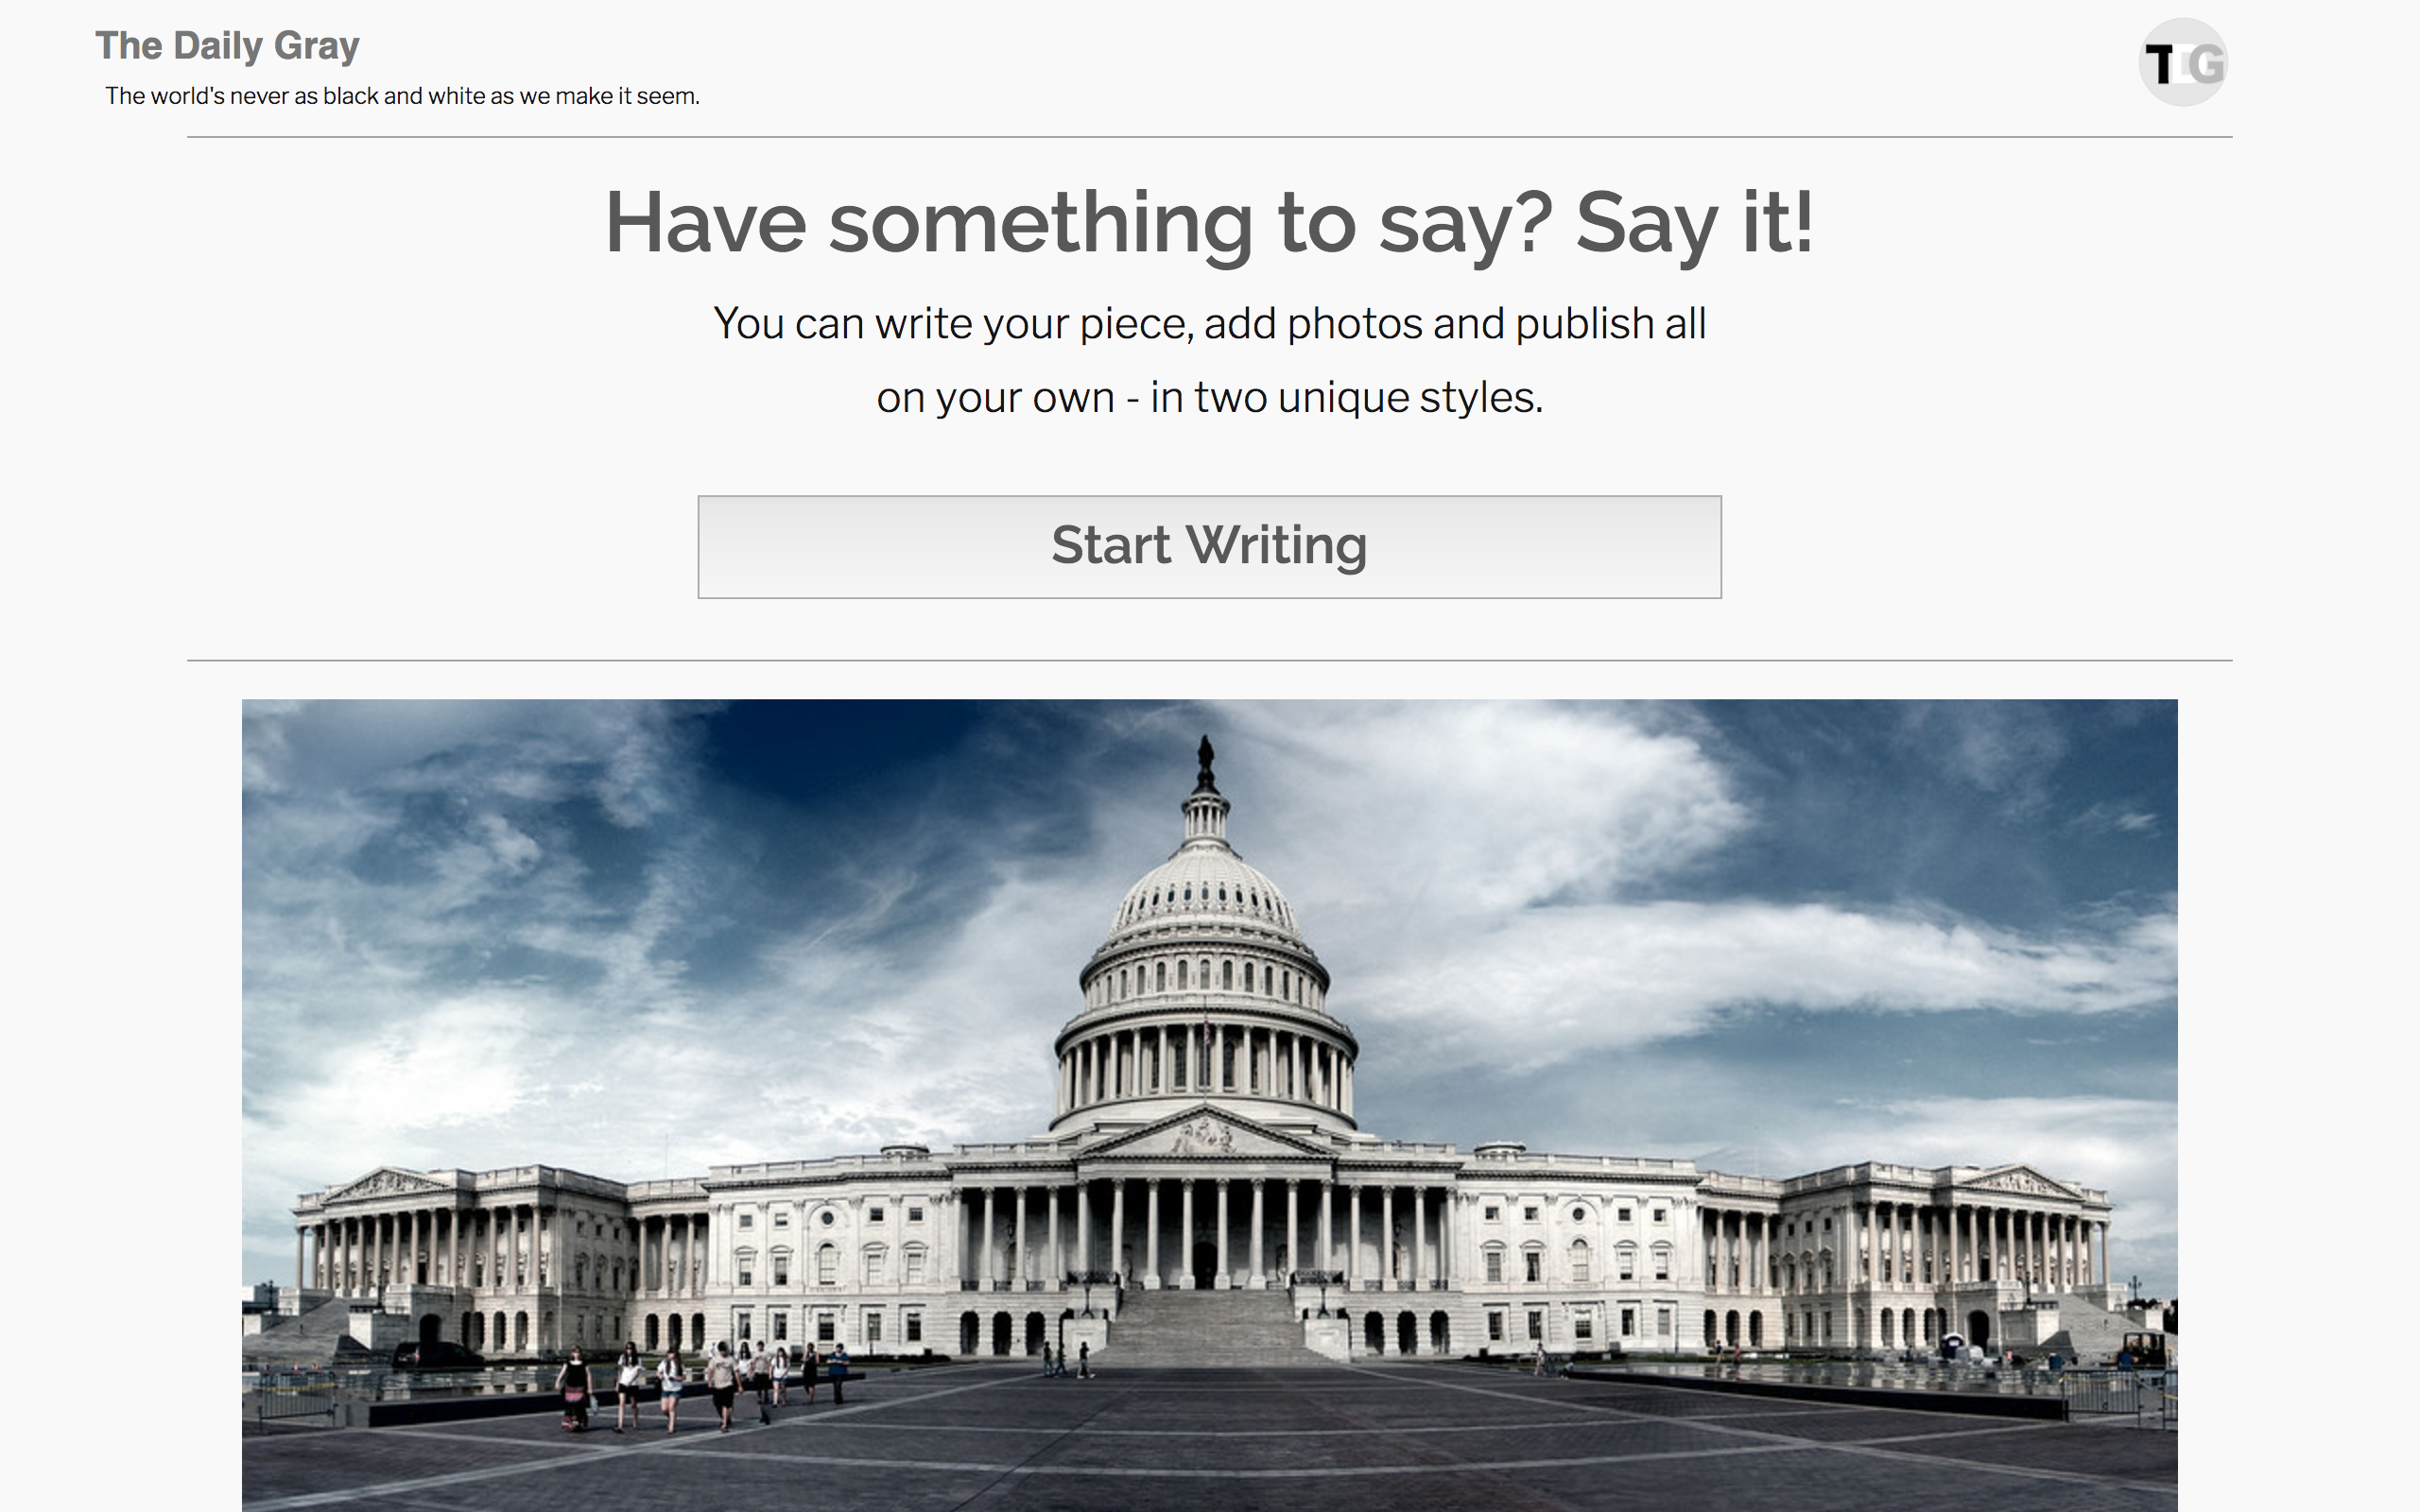 The Daily Gray
TDG
The world's never as black and white as we make it seem.
Have something to say? Say it!
You can write your piece, add photos and publish all
on your own - in two unique styles.
Start Writing